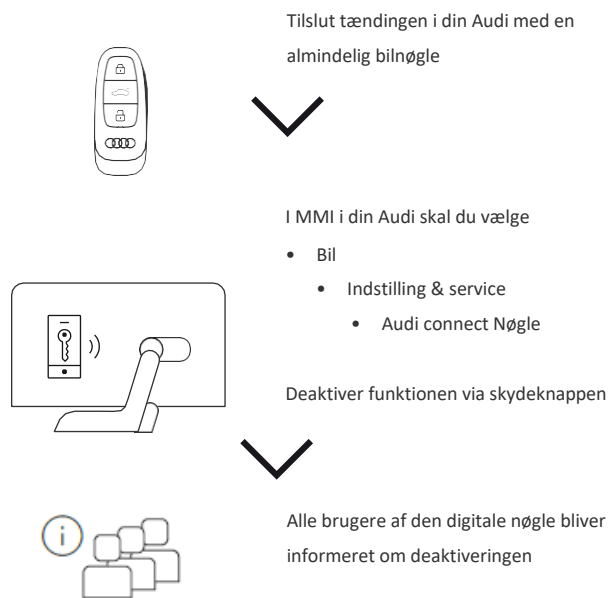 Tilslut tændingen i din Audi med en
almindelig bilnøgle
I MMI i din Audi skal du vælge
• Bil
• Indstilling & service
• Audi connect Nøgle
Deaktiver funktionen via skydeknappen
i
Alle brugere af den digitale nøgle bliver
informeret om deaktiveringen